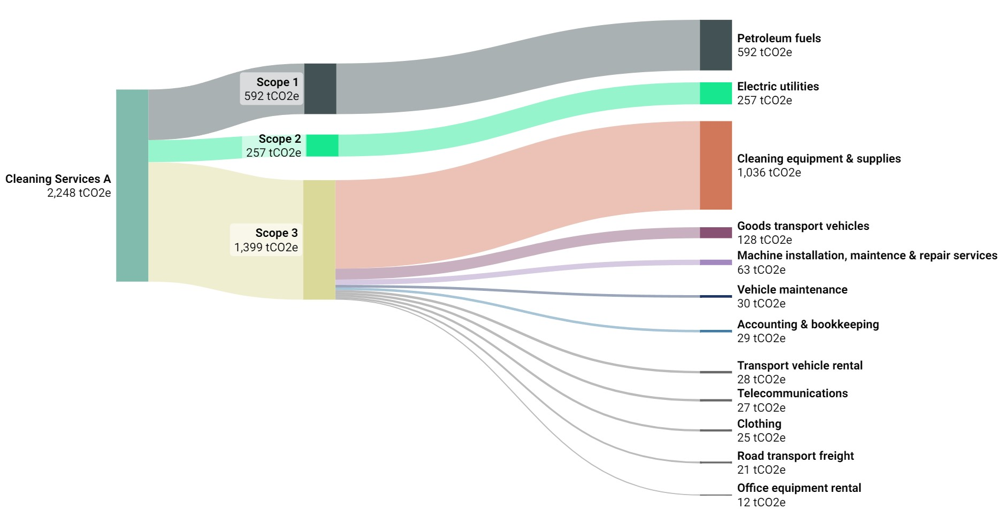 Cleaning Services A
2,248 tCO2e
Scope 1
592 tCO2e
Scope 2
257 tCO2e
Scope 3
1,399 tCO2e
Petroleum fuels
592 tCO2e
Electric utilities
257 tCO2e
Cleaning equipment & supplies
1,036 tCO2e
Goods transport vehicles
128 tCO2e
Machine installation, maintence & repair services
63 tCO2e
Vehicle maintenance
30 tCO2e
Accounting & bookkeeping
29 tCO2e
Transport vehicle rental
28 tCO2e
Telecommunications
27 tCO2e
Clothing
25 tCO2e
Road transport freight
21 tCO2e
Office equipment rental
12 tCO2e